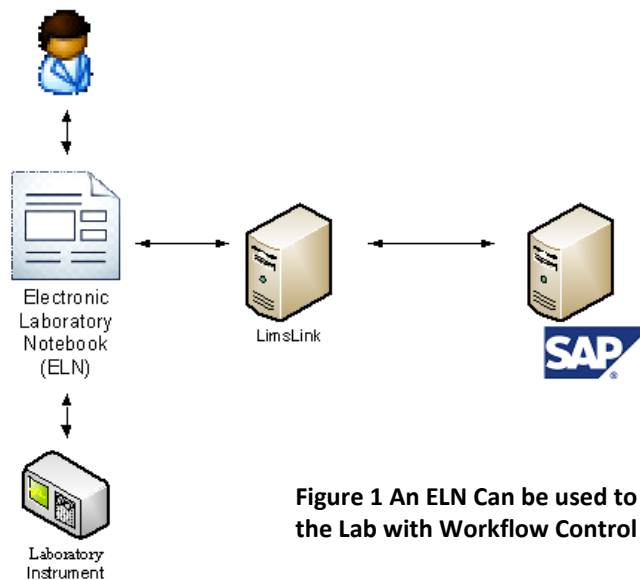 Electronic
Laboratory
Notebook
(ELN)
LimsLink
SAP
®
Laboratory
Instrument
Figure 1 An ELN Can be used to
the Lab with Workflow Control